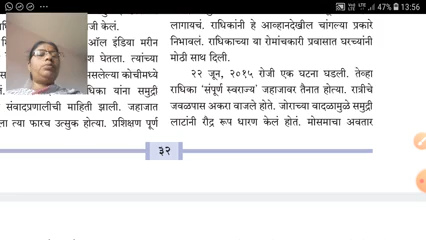 13:56
ाजी केलं.
ऑल इंडिया मरीन
श घेतला. त्यांच्या
सलेल्या कोचीमध्ये
धिका यांना समुद्री
संवादप्रणालीची माहिती झाली. जहाजात
ला त्या फारच उत्सुक होत्या. प्रशिक्षण पूर्ण
लागायचं. राधिकांनी हे आव्हानदेखील चांगल्या प्रकारे
निभावलं. राधिकाच्या या रोमांचकारी प्रवासात घरच्यांनी
मोठी साथ दिली.
२२ जून, २०१५ रोजी एक घटना घडली. तेव्हा
राधिका ‘संपूर्ण स्वराज्य’ जहाजावर तैनात होत्या. रात्रीचे
जवळपास अकरा वाजले होते. जोराच्या वादळामुळे समुद्री
लाटांनी रौद्र रूप धारण केलं होतं. मोसमाचा अवतार
३२